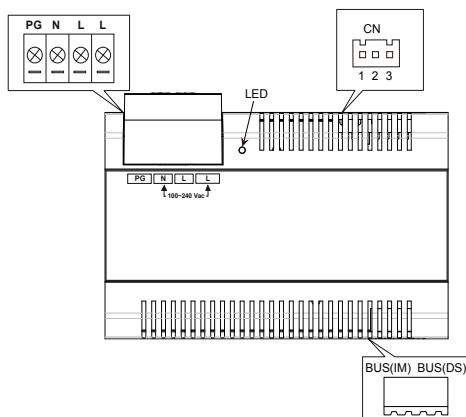 PG N L L
CN
1 2 3
LED
PG N L L
100~240 Vac
BUS(IM) BUS(DS)